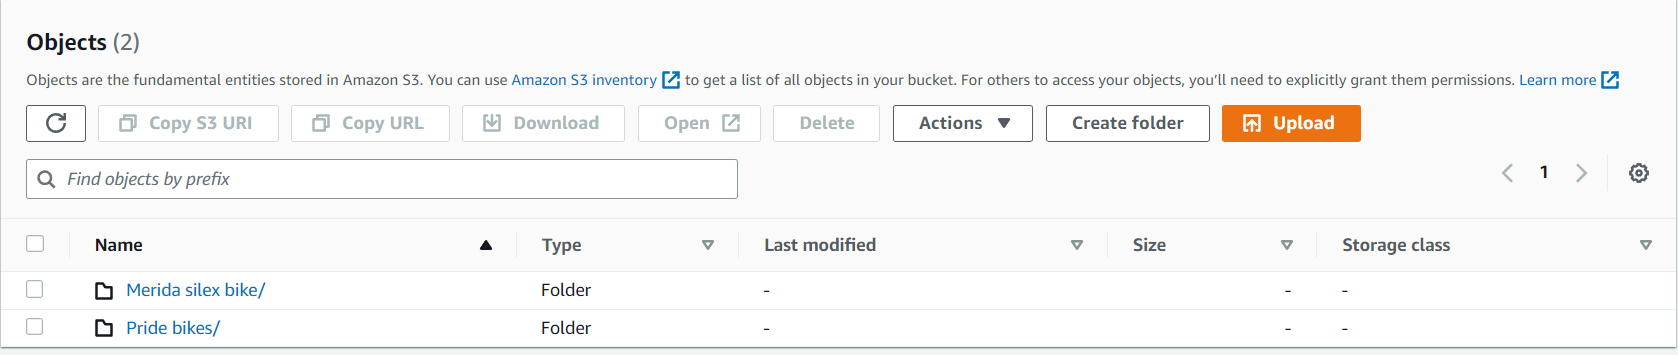 Objects (2)
Objects are the fundamental entities stored in Amazon S3. You can use Amazon S3 inventory to get a list of all objects in your bucket. For others to access your objects, you’ll need to explicitly grant them permissions. Learn more
Copy S3 URI Copy URL Download Open Delete Actions Create folder Upload
Find objects by prefix 1
Name Type Last modified Size Storage class
Merida silex bike/ Folder - - -
Pride bikes/ Folder - - -